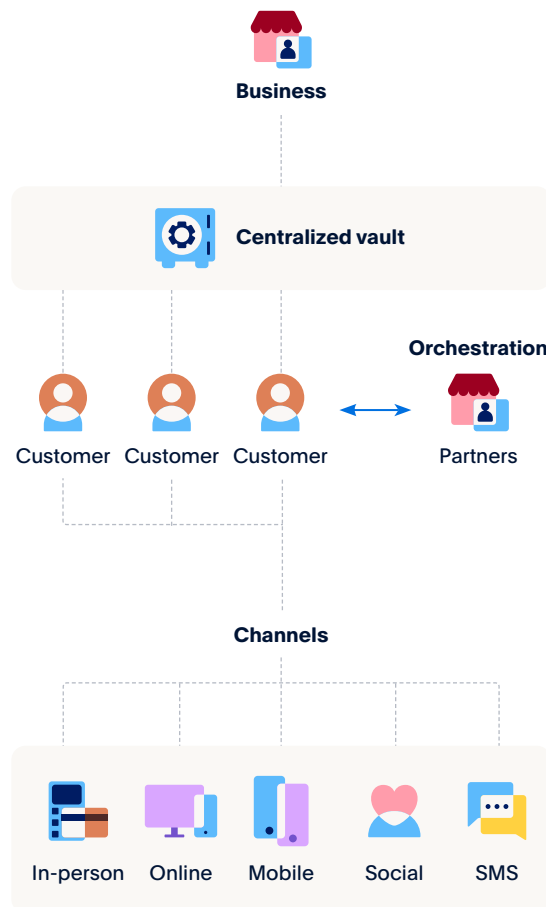 Business
Centralized vault
Orchestration
Customer Customer Customer Partners
Channels
In-person Online Mobile Social SMS